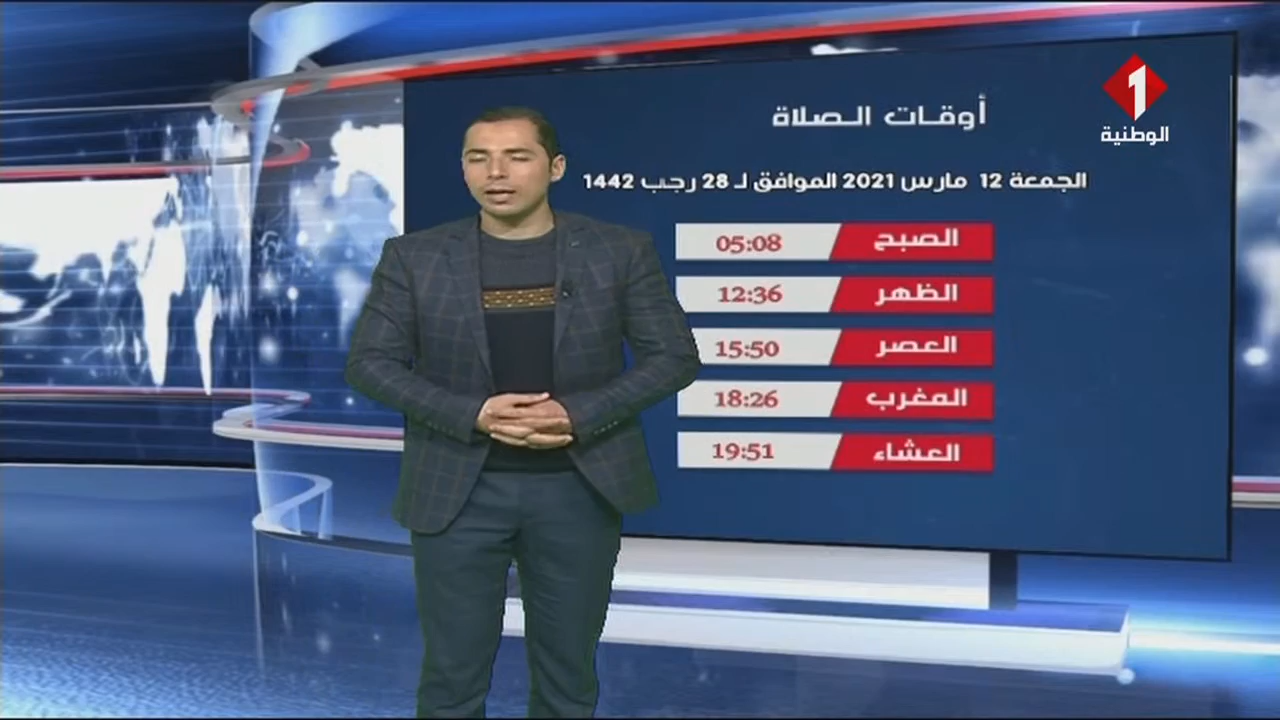 1
الوطنية
أوقات الصلاة
الجمعة 12 مارس 2021 الموافق لـ 28 رجب 1442
الصبح 05:08
الظهر 12:36
العصر 15:50
المغرب 18:26
العشاء 19:51